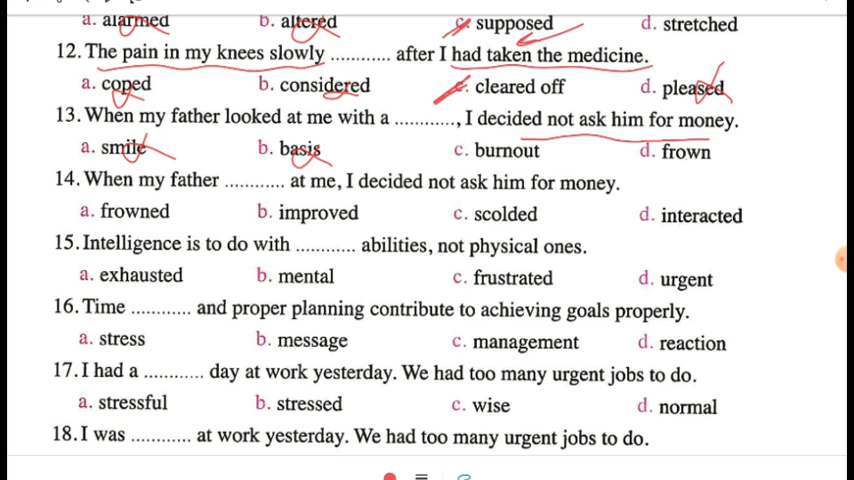 a. alarmed b. altered c. supposed d. stretched
12. The pain in my knees slowly ............ after I had taken the medicine.
a. coped b. considered c. cleared off d. pleased
13. When my father looked at me with a ............, I decided not ask him for money.
a. smile b. basis c. burnout d. frown
14. When my father ............ at me, I decided not ask him for money.
a. frowned b. improved c. scolded d. interacted
15. Intelligence is to do with ............ abilities, not physical ones.
a. exhausted b. mental c. frustrated d. urgent
16. Time ............ and proper planning contribute to achieving goals properly.
a. stress b. message c. management d. reaction
17. I had a ............ day at work yesterday. We had too many urgent jobs to do.
a. stressful b. stressed c. wise d. normal
18. I was ............ at work yesterday. We had too many urgent jobs to do.